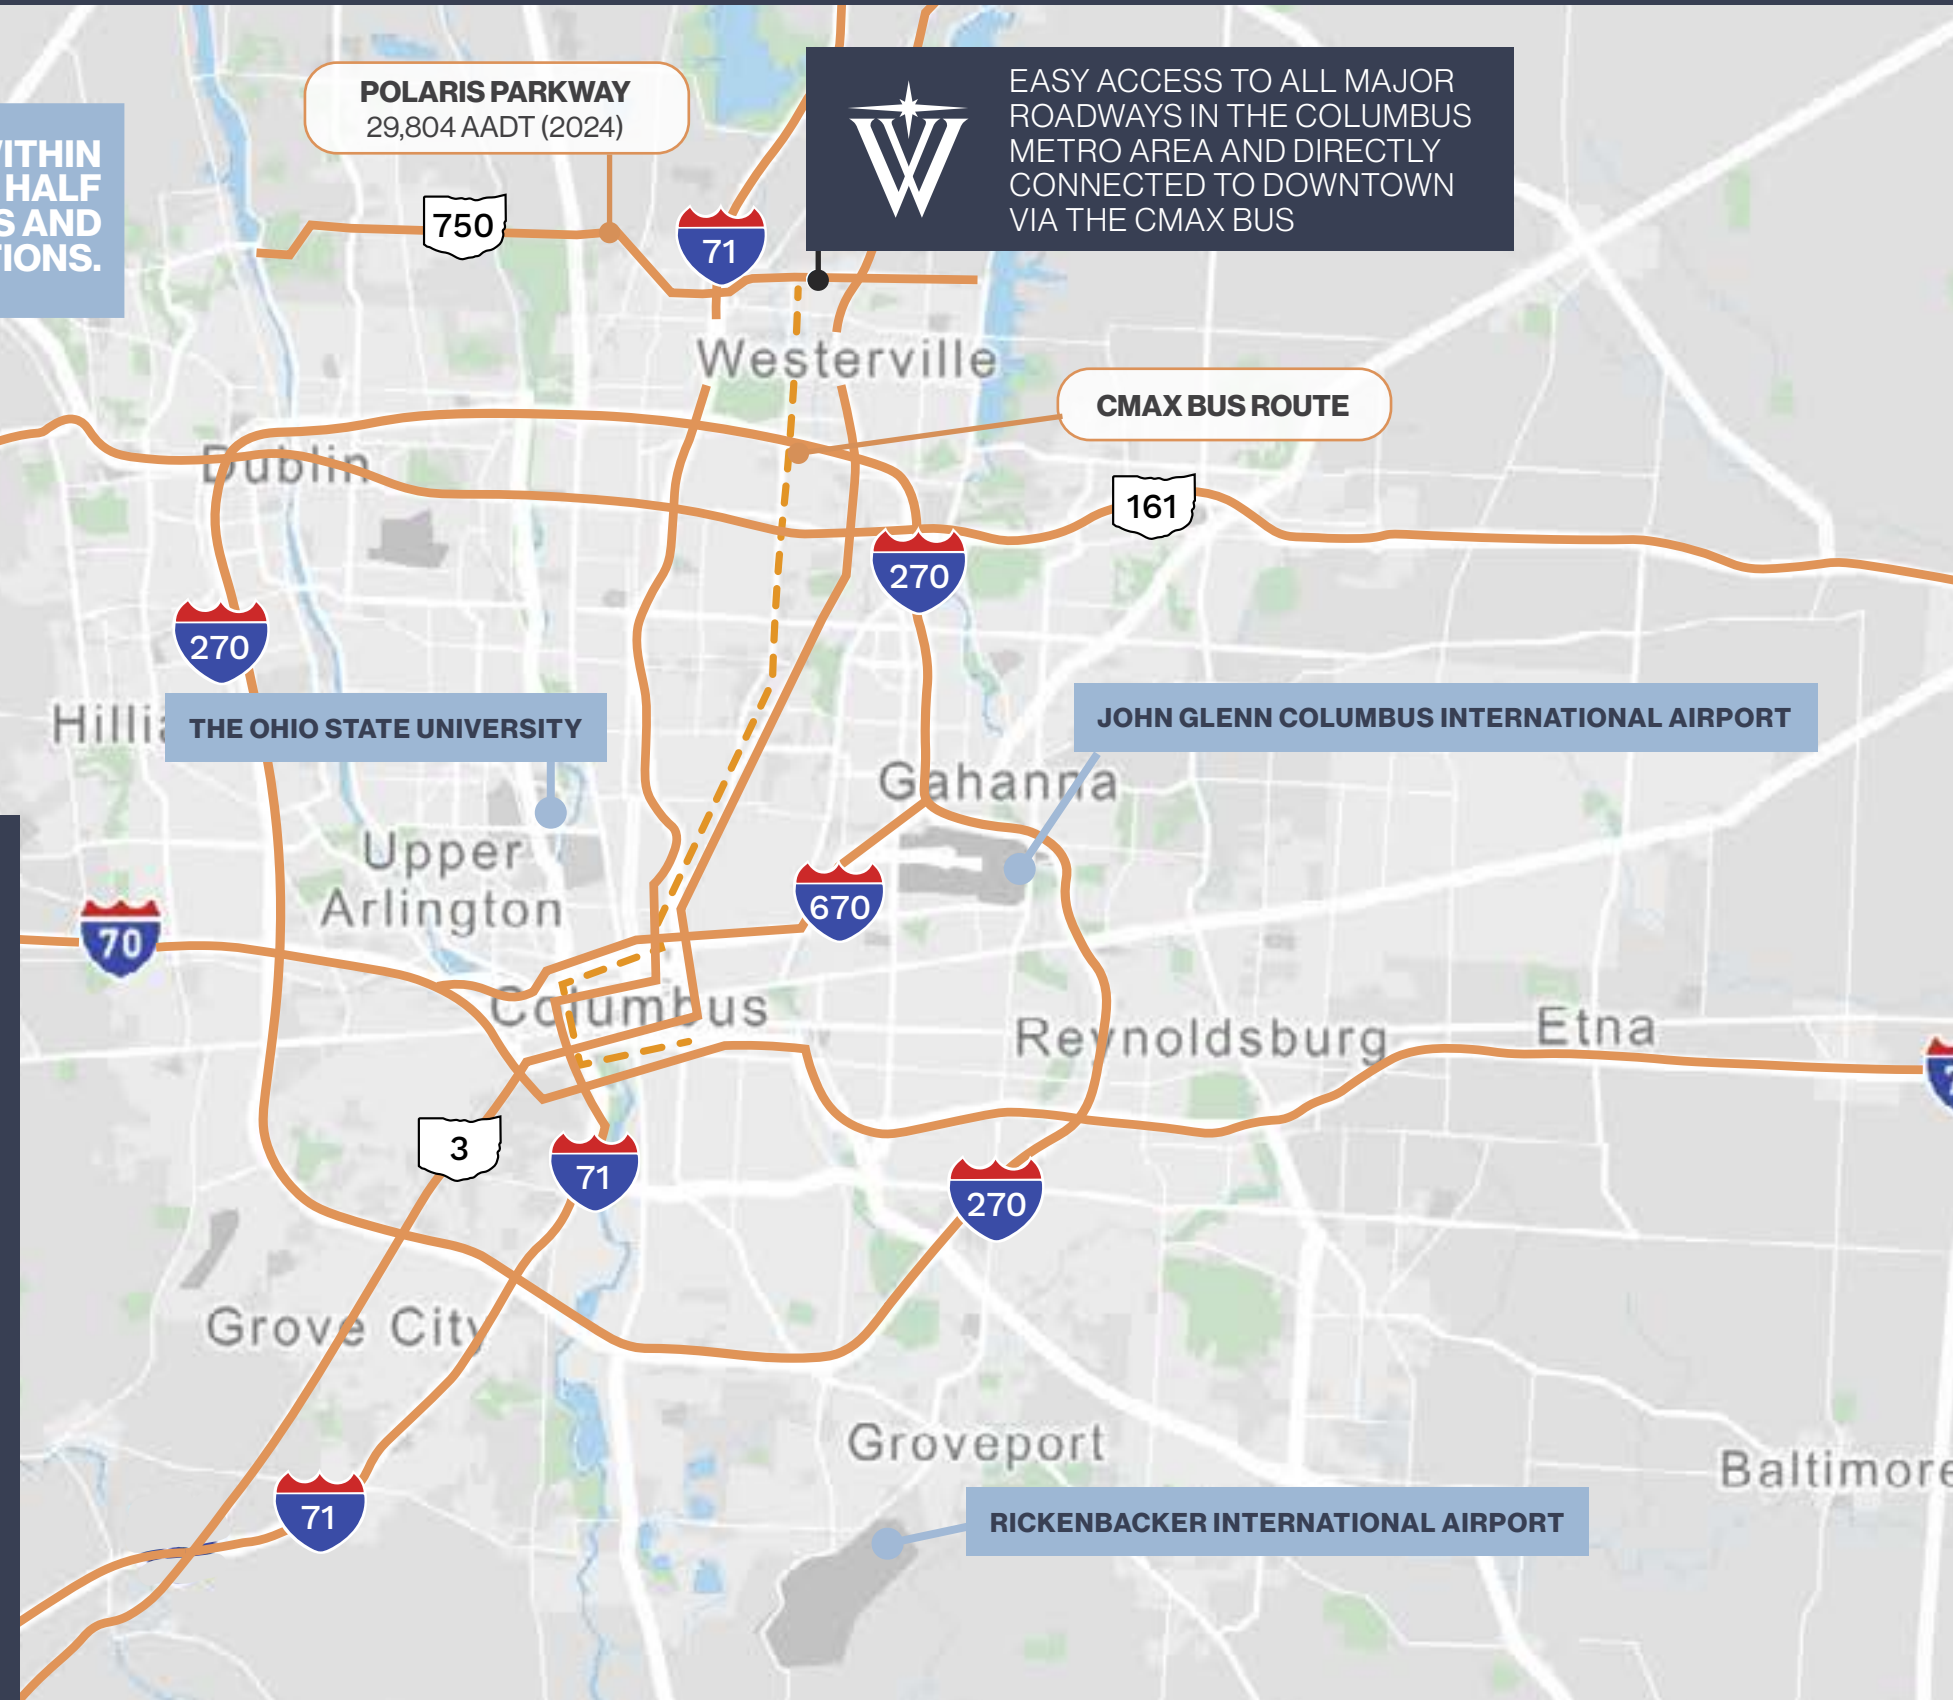 POLARIS PARKWAY
29,804 AADT (2024)
EASY ACCESS TO ALL MAJOR
ROADWAYS IN THE COLUMBUS
METRO AREA AND DIRECTLY
CONNECTED TO DOWNTOWN
VIA THE CMAX BUS
W
HALF
AND
750
71
Westerville
CMAX BUS ROUTE
Dublin
161
270
270
THE OHIO STATE UNIVERSITY
JOHN GLENN COLUMBUS INTERNATIONAL AIRPORT
Gahanna
Upper
Arlington
670
70
Columbus
Reynoldsburg
Etna
3
71
270
Grove City
Groveport
Baltimore
71
RICKENBACKER INTERNATIONAL AIRPORT